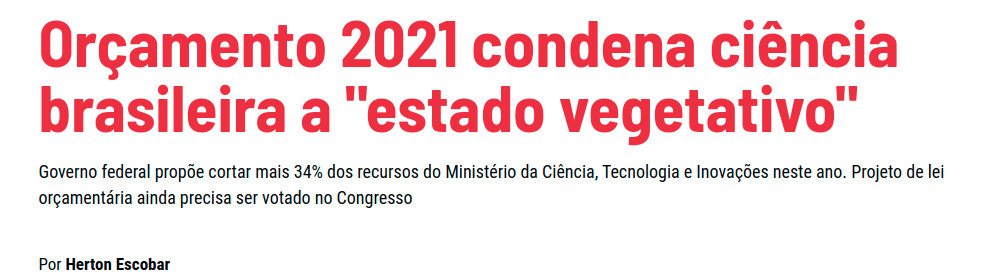 Orçamento 2021 condena ciência
brasileira a "estado vegetativo"
Governo federal propõe cortar mais 34% dos recursos do Ministério da Ciência, Tecnologia e Inovações neste ano. Projeto de lei
orçamentária ainda precisa ser votado no Congresso
Por Herton Escobar